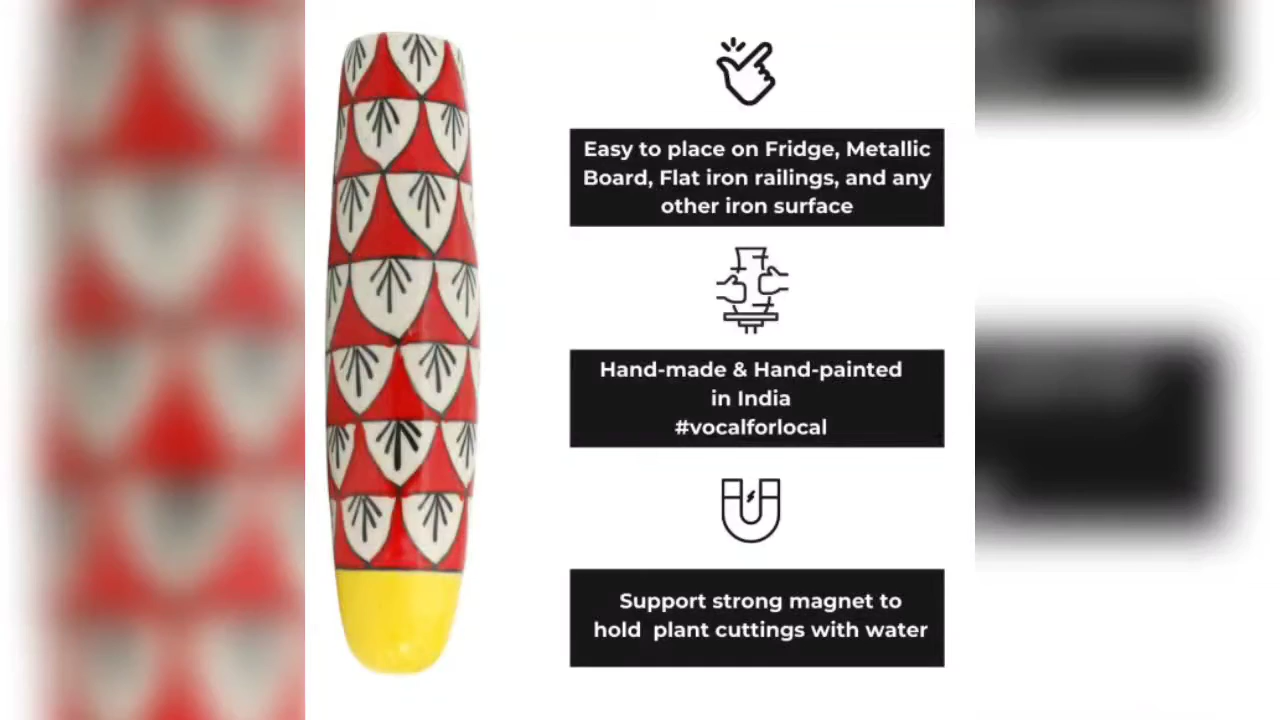 Easy to place on Fridge, Metallic
Board, Flat iron railings, and any
other iron surface
Hand-made & Hand-painted
in India
#vocalforlocal
Support strong magnet to
hold plant cuttings with water